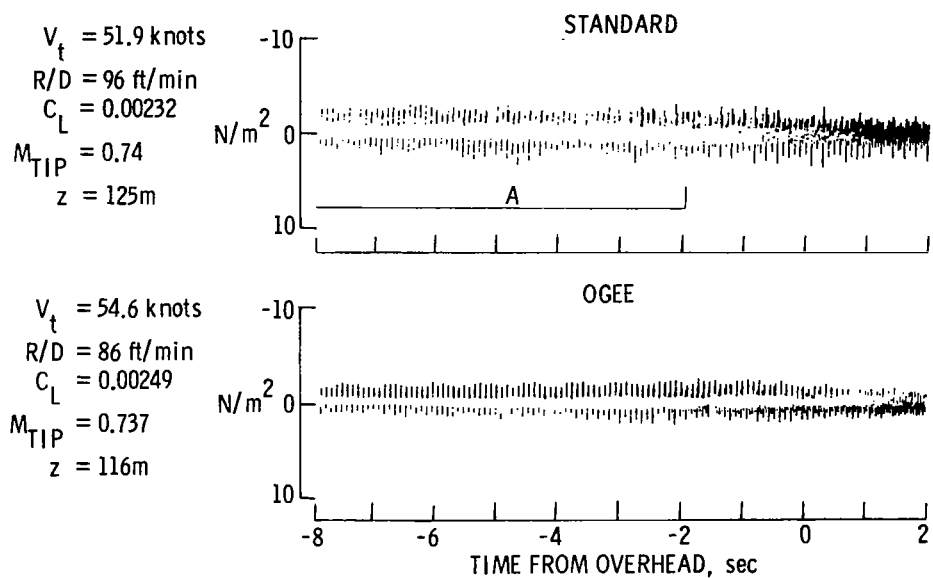 STANDARD
V_t = 51.9 knots
R/D = 96 ft/min
C_L = 0.00232
M_TIP = 0.74
z = 125m
-10
N/m²
0
10
A
OGEE
V_t = 54.6 knots
R/D = 86 ft/min
C_L = 0.00249
M_TIP = 0.737
z = 116m
-10
N/m²
0
10
-8 -6 -4 -2 0 2
TIME FROM OVERHEAD, sec